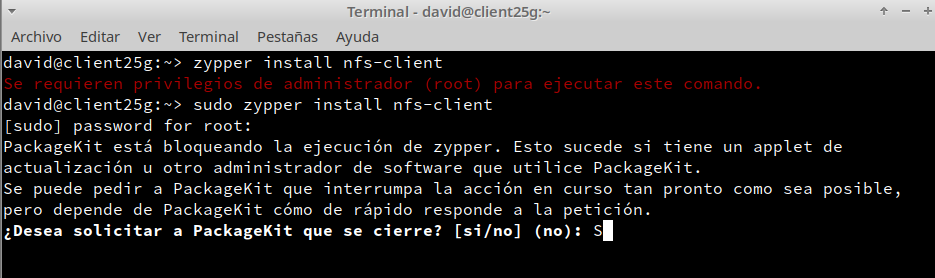 Terminal - david@client25g:~
Archivo Editar Ver Terminal Pestañas Ayuda
david@client25g:~> zypper install nfs-client
Se requieren privilegios de administrador (root) para ejecutar este comando.
david@client25g:~> sudo zypper install nfs-client
[sudo] password for root:
PackageKit está bloqueando la ejecución de zypper. Esto sucede si tiene un applet de
actualización u otro administrador de software que utilice PackageKit.
Se puede pedir a PackageKit que interrumpa la acción en curso tan pronto como sea posible,
pero depende de PackageKit cómo de rápido responde a la petición.
¿Desea solicitar a PackageKit que se cierre? [si/no] (no): S